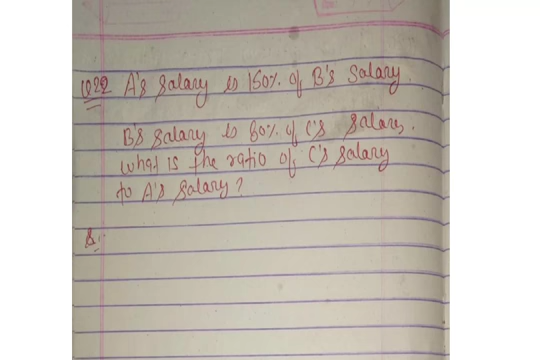 Q22 A's salary is 150% of B's salary.
B's salary is 80% of C's salary.
what is the ratio of C's salary
to A's salary?
S:-